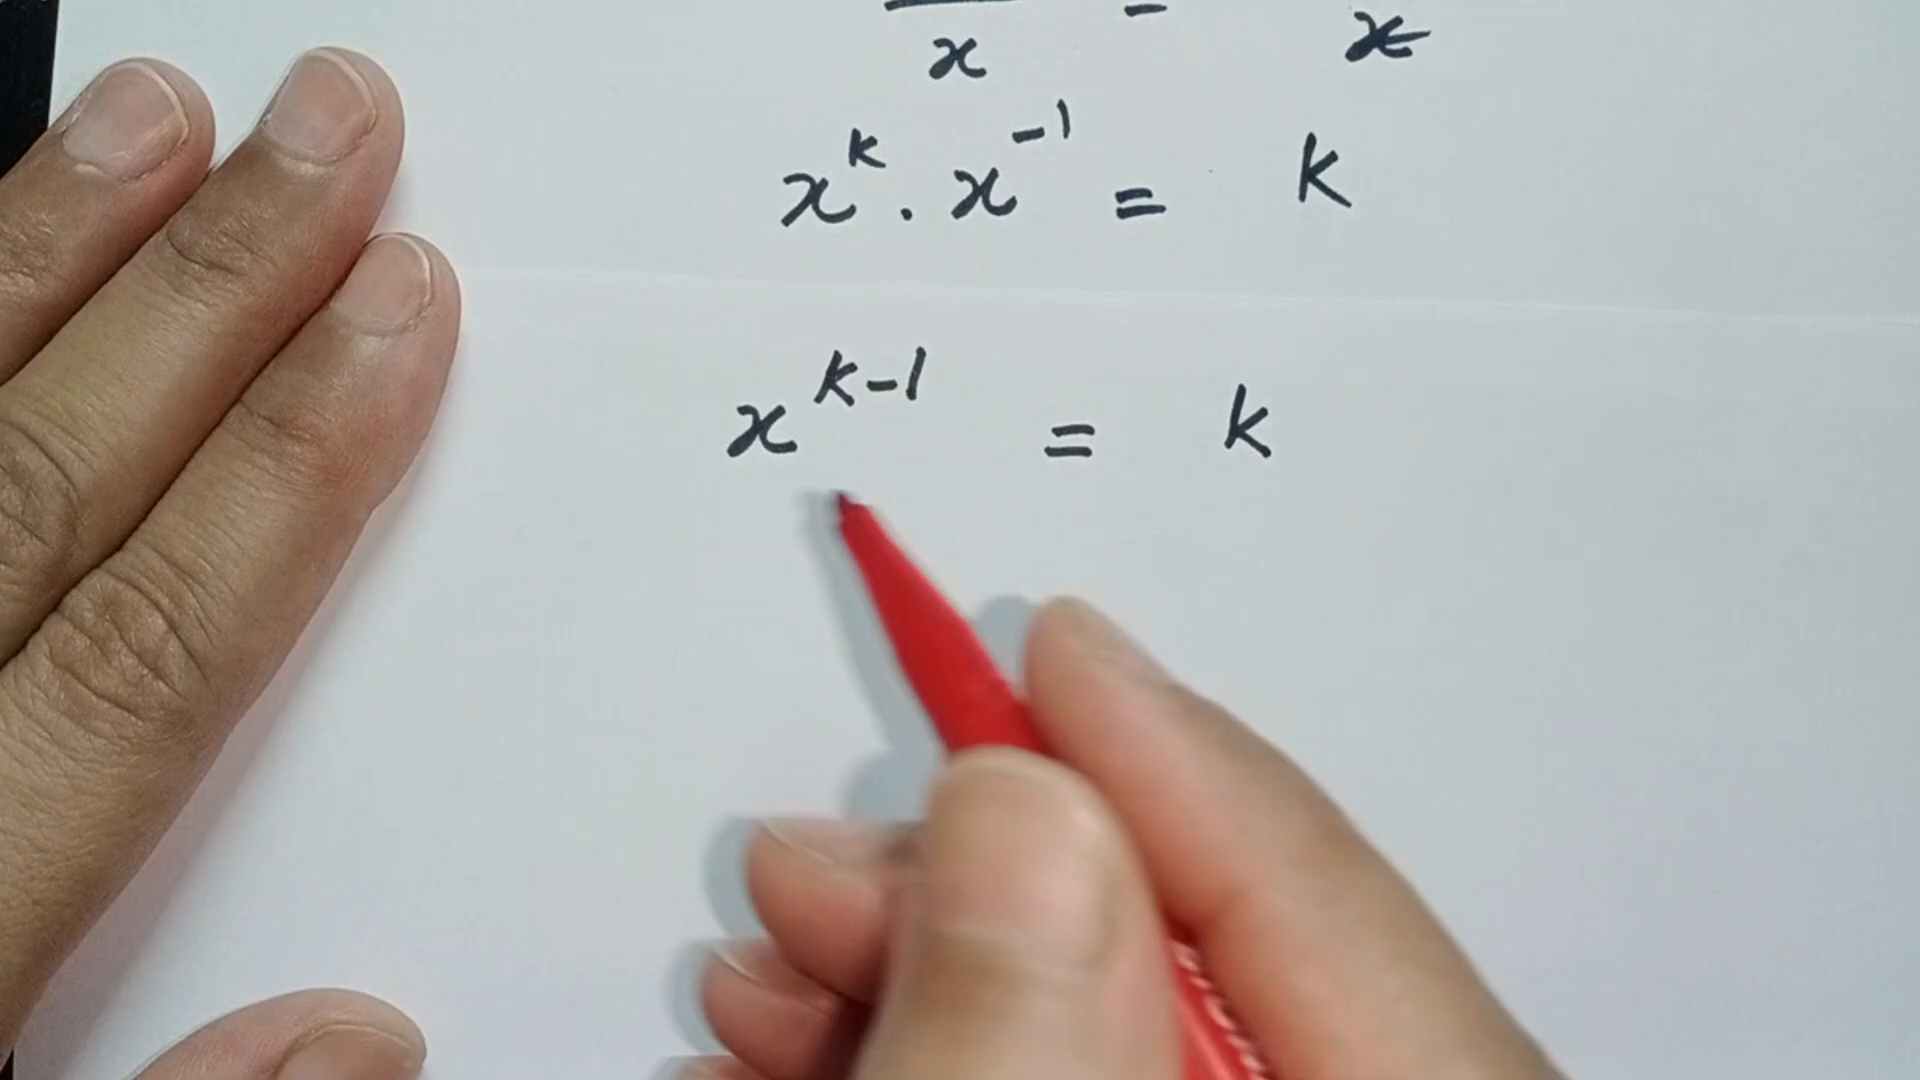 x = x
x^k . x^-1 = k
x^k-1 = k